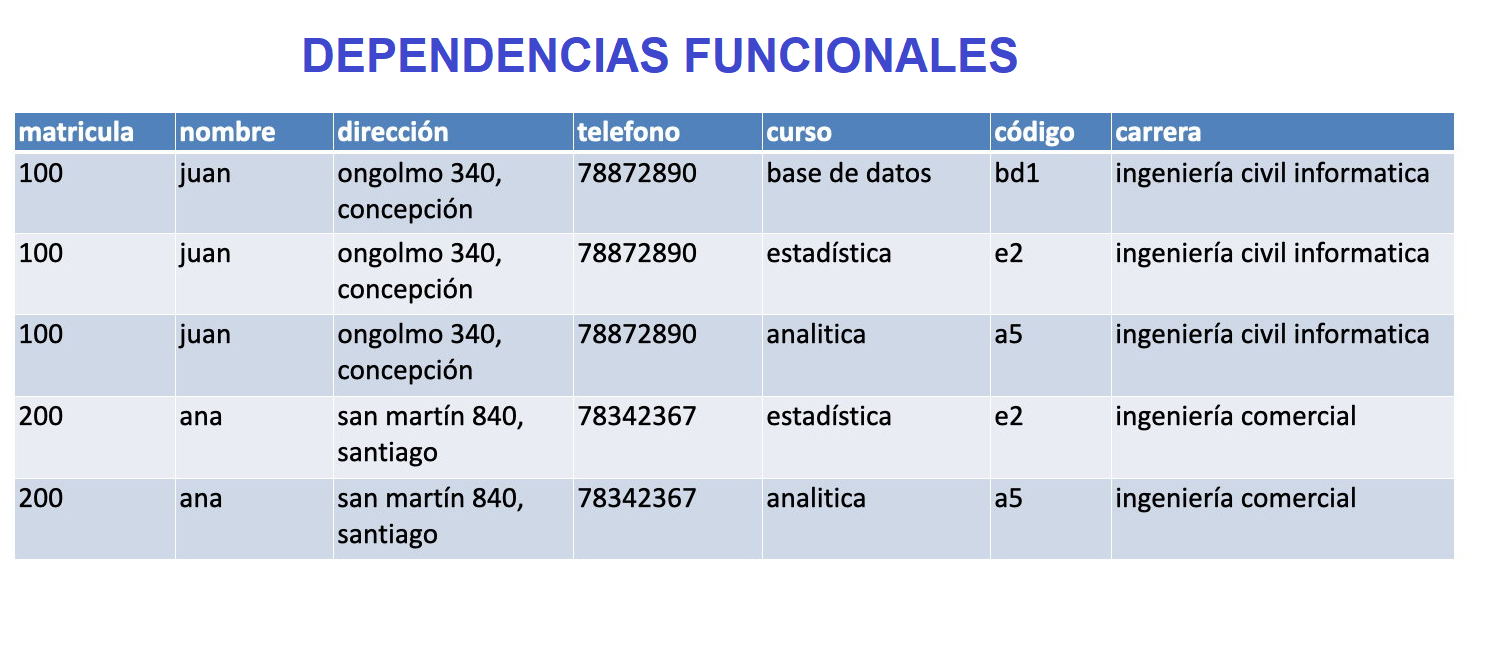 DEPENDENCIAS FUNCIONALES
matricula nombre dirección telefono curso código carrera
100 juan ongolmo 340, 78872890 base de datos bd1 ingeniería civil informatica
concepción
100 juan ongolmo 340, 78872890 estadística e2 ingeniería civil informatica
concepción
100 juan ongolmo 340, 78872890 analitica a5 ingeniería civil informatica
concepción
200 ana san martín 840, 78342367 estadística e2 ingeniería comercial
santiago
200 ana san martín 840, 78342367 analitica a5 ingeniería comercial
santiago